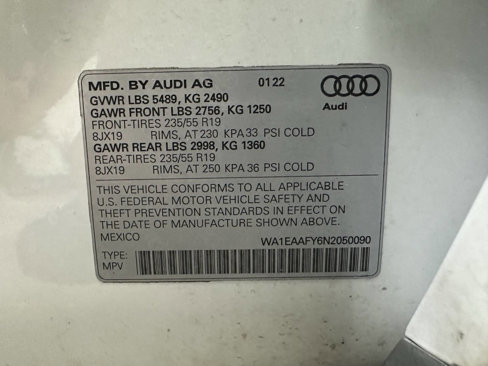 MFD. BY AUDI AG 0122
GVWR LBS 5489, KG 2490
GAWR FRONT LBS 2756, KG 1250
Audi
FRONT-TIRES 235/55 R19
8JX19 RIMS, AT 230 KPA 33 PSI COLD
GAWR REAR LBS 2998, KG 1360
REAR-TIRES 235/55 R19
8JX19 RIMS, AT 250 KPA 36 PSI COLD
THIS VEHICLE CONFORMS TO ALL APPLICABLE
U.S. FEDERAL MOTOR VEHICLE SAFETY AND
THEFT PREVENTION STANDARDS IN EFFECT ON
THE DATE OF MANUFACTURE SHOWN ABOVE.
MEXICO WA1EAAFY6N2050090
TYPE:
MPV